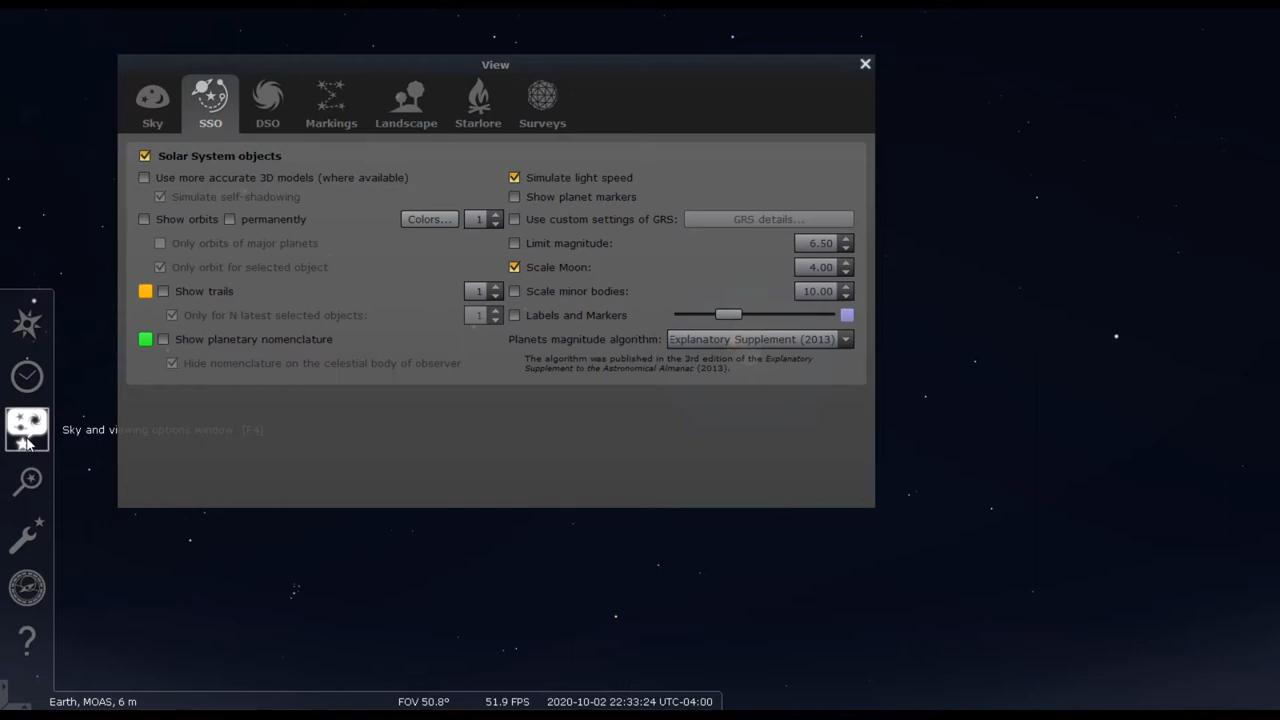 View
Sky SSO DSO Markings Landscape Starlore Surveys
Solar System objects
Use more accurate 3D models (where available)
Simulate self-shadowing
Show orbits permanently Colors... 1
Only orbits of major planets
Only orbit for selected object
Show trails 1
Only for N latest selected objects: 1
Show planetary nomenclature
Hide nomenclature on the celestial body of observer
Simulate light speed
Show planet markers
Use custom settings of GRS: GRS details...
Limit magnitude: 6.50
Scale Moon: 4.00
Scale minor bodies: 10.00
Labels and Markers
Planets magnitude algorithm: Explanatory Supplement (2013)
The algorithm was published in the 3rd edition of the Explanatory
Supplement to the Astronomical Almanac (2013).
Sky and viewing options window [F4]
Earth, MOAS, 6 m FOV 50.8° 51.9 FPS 2020-10-02 22:33:24 UTC-04:00